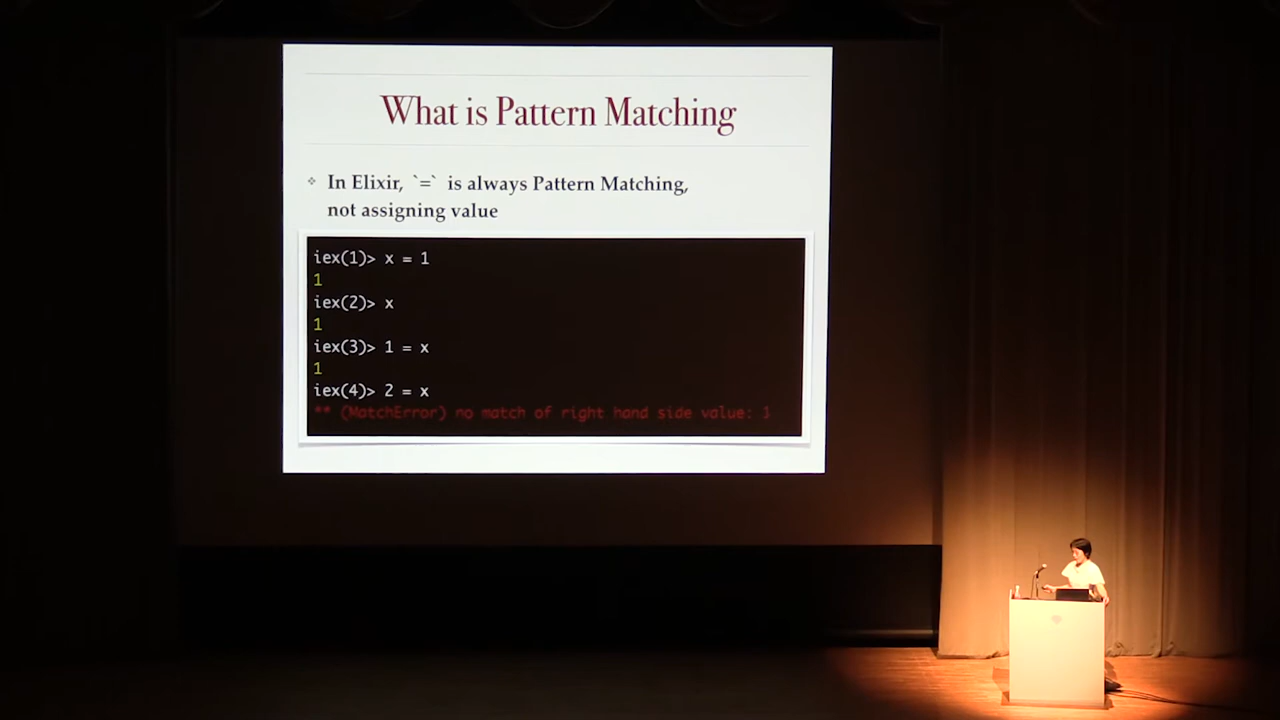 What is Pattern Matching
In Elixir, `=` is always Pattern Matching,
not assigning value
iex(1)> x = 1
1
iex(2)> x
1
iex(3)> 1 = x
1
iex(4)> 2 = x
** (MatchError) no match of right hand side value: 1